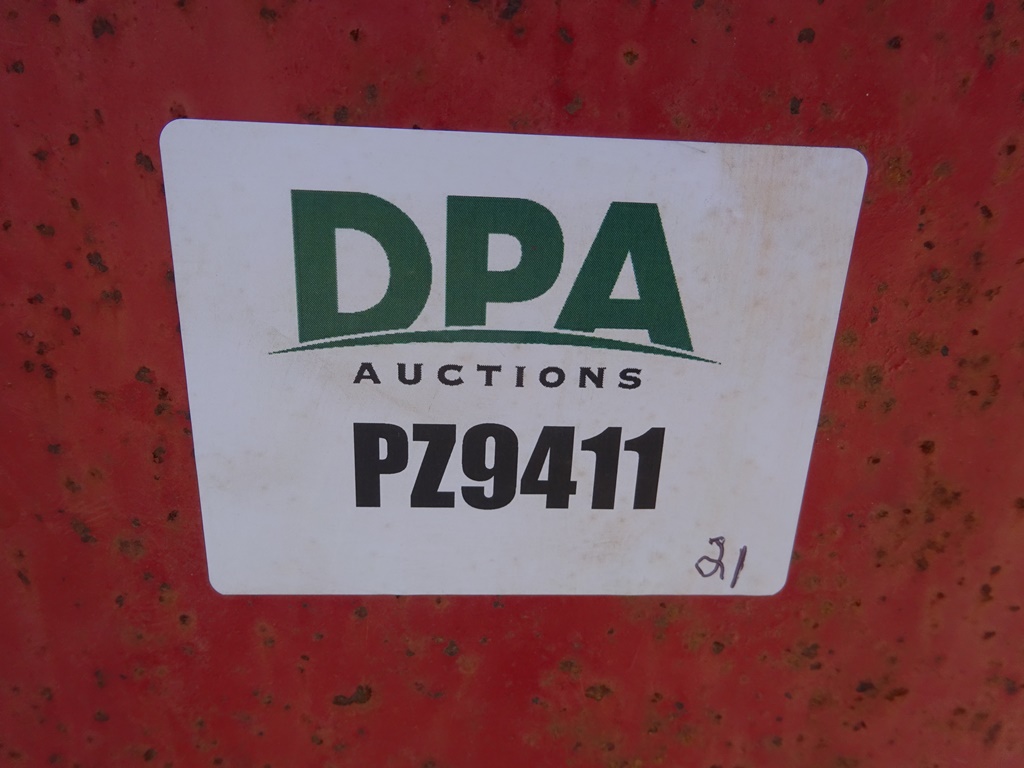 DPA
AUCTIONS
PZ9411
21